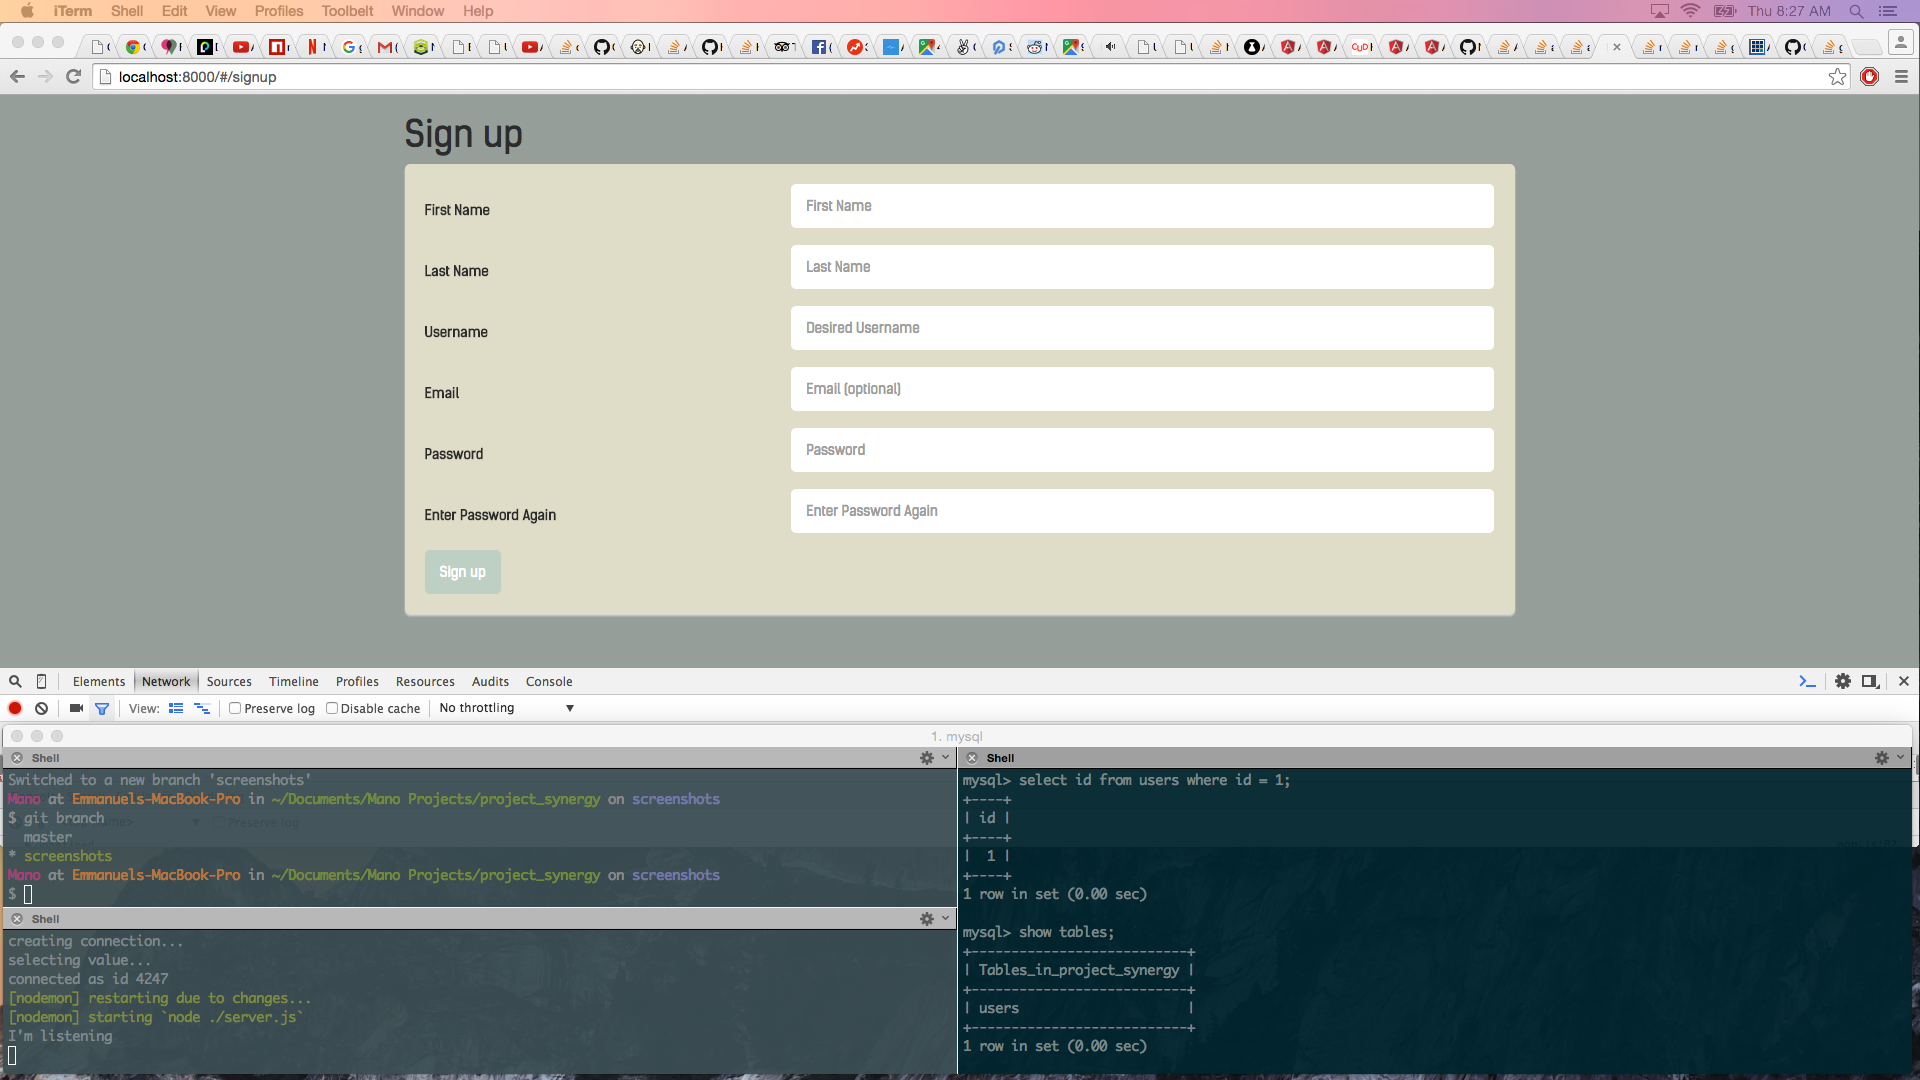 iTerm Shell Edit View Profiles Toolbelt Window Help Thu 8:27 AM
localhost:8000/#/signup
Sign up
First Name First Name
Last Name Last Name
Username Desired Username
Email Email (optional)
Password Password
Enter Password Again Enter Password Again
Sign up
Elements Network Sources Timeline Profiles Resources Audits Console
View: Preserve log Disable cache No throttling
1. mysql
Shell
Switched to a new branch 'screenshots'
Mano at Emmanuels-MacBook-Pro in ~/Documents/Mano Projects/project_synergy on screenshots
$ git branch
master
* screenshots
Mano at Emmanuels-MacBook-Pro in ~/Documents/Mano Projects/project_synergy on screenshots
$
Shell
creating connection...
selecting value...
connected as id 4247
[nodemon] restarting due to changes...
[nodemon] starting `node ./server.js`
I'm listening
Shell
mysql> select id from users where id = 1;
+----+
| id |
+----+
|  1 |
+----+
1 row in set (0.00 sec)
mysql> show tables;
+---------------------------+
| Tables_in_project_synergy |
+---------------------------+
| users                     |
+---------------------------+
1 row in set (0.00 sec)